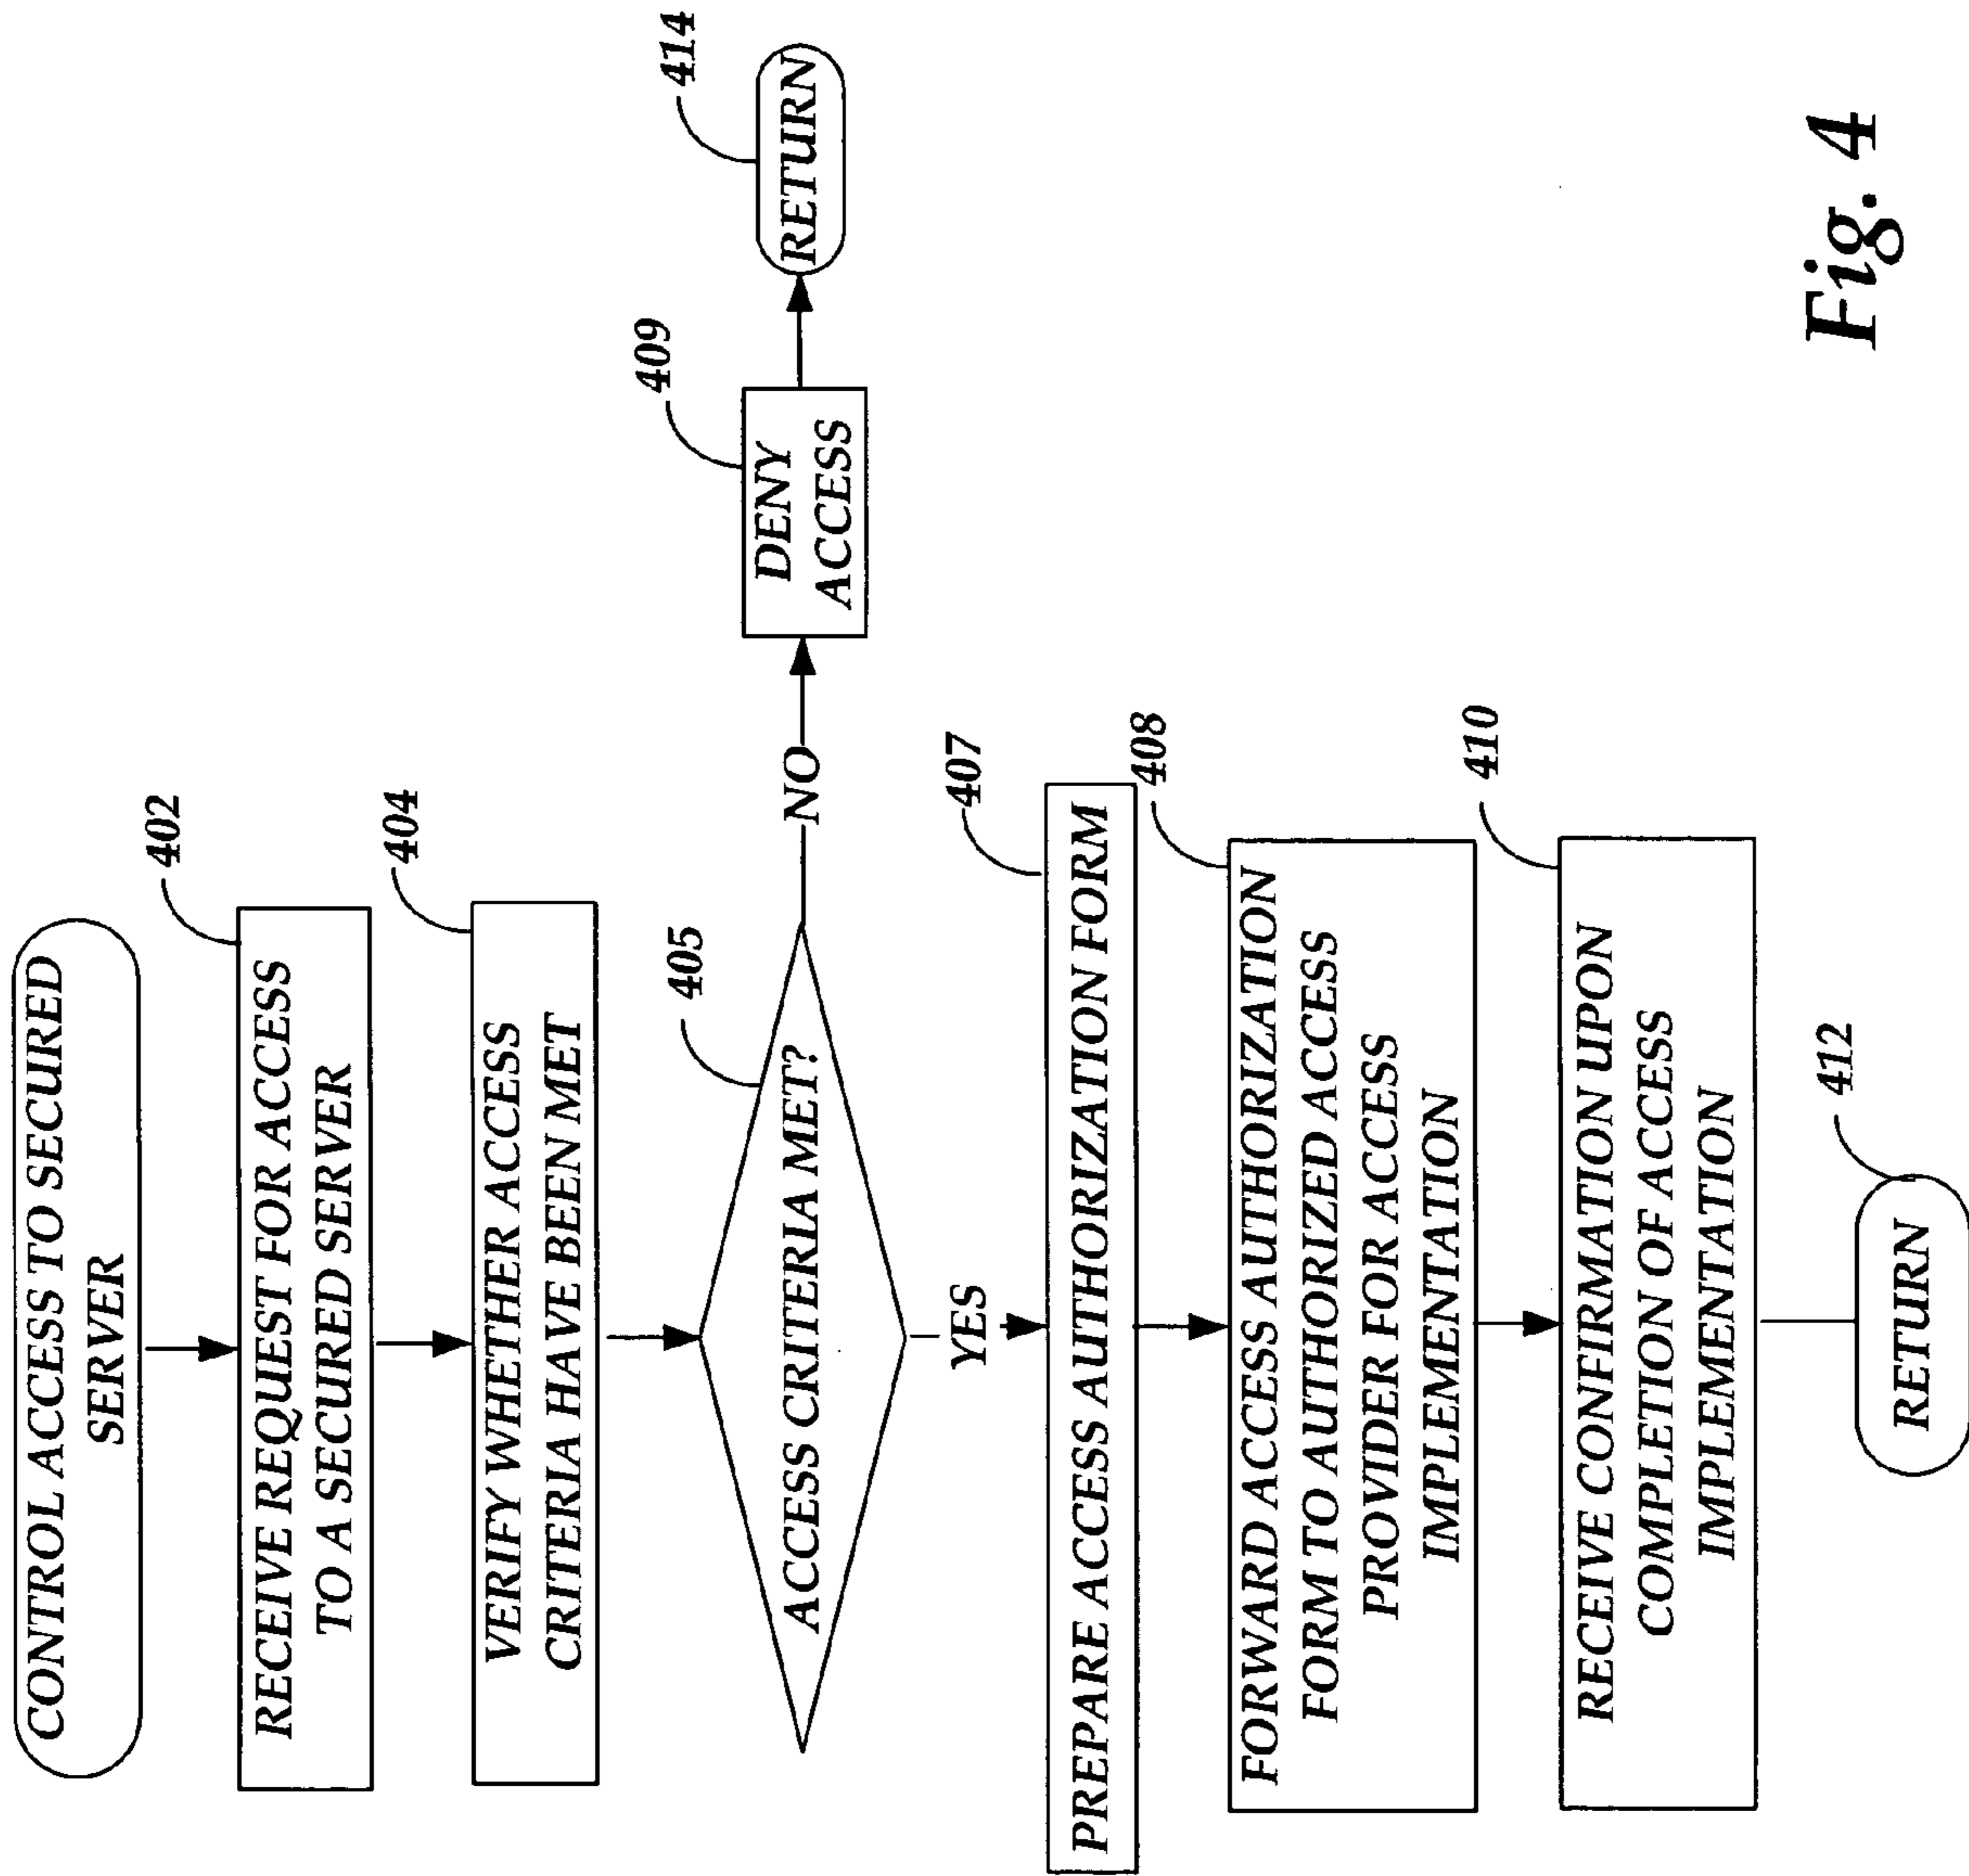 CONTROL ACCESS TO SECURED
SERVER
402
RECEIVE REQUEST FOR ACCESS
TO A SECURED SERVER
404
VERIFY WHETHER ACCESS
CRITERIA HAVE BEEN MET
405
ACCESS CRITERIA MET?
NO
409
DENY
ACCESS
414
RETURN
YES
407
PREPARE ACCESS AUTHORIZATION FORM
408
FORWARD ACCESS AUTHORIZATION
FORM TO AUTHORIZED ACCESS
PROVIDER FOR ACCESS
IMPLEMENTATION
410
RECEIVE CONFIRMATION UPON
COMPLETION OF ACCESS
IMPLEMENTATION
412
RETURN
Fig. 4